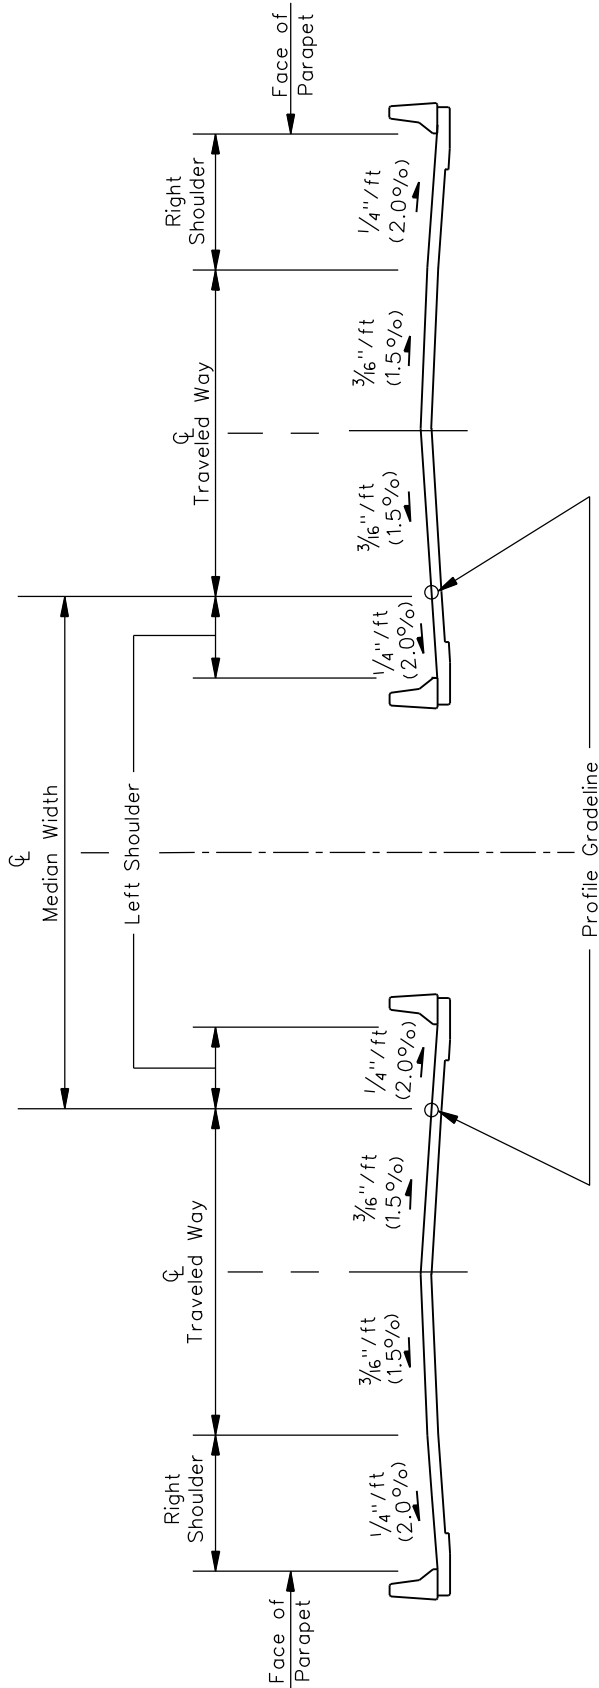 ℄
Median Width
Left Shoulder
Right
Shoulder
℄
Traveled Way
℄
Traveled Way
Right
Shoulder
Face of
Parapet
Face of
Parapet
1/4"/ft
(2.0%)
3/16"/ft
(1.5%)
3/16"/ft
(1.5%)
1/4"/ft
(2.0%)
1/4"/ft
(2.0%)
3/16"/ft
(1.5%)
3/16"/ft
(1.5%)
1/4"/ft
(2.0%)
Profile Gradeline